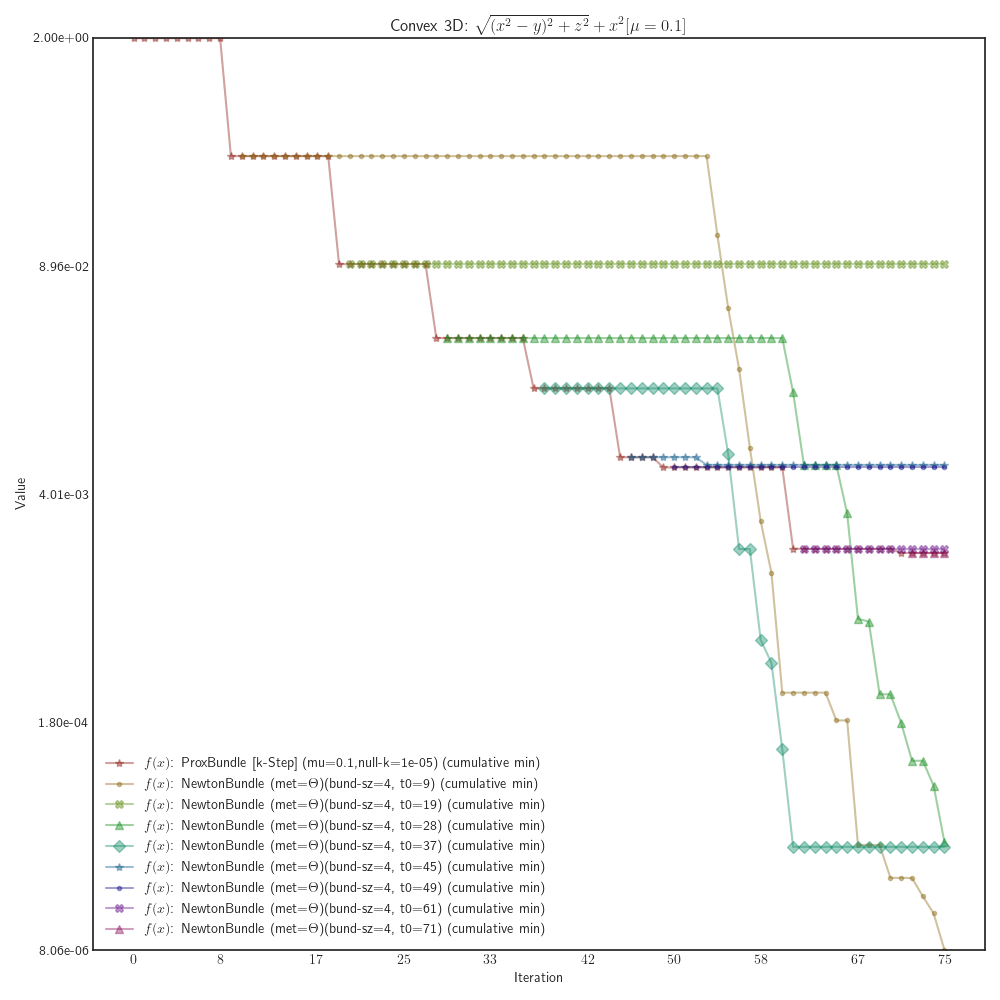 Convex 3D: √((x² − y)² + z²) + x²[μ = 0.1]
2.00e+00
8.96e-02
4.01e-03
1.80e-04
8.06e-06
Value
f(x): ProxBundle [k-Step] (mu=0.1,null-k=1e-05) (cumulative min)
f(x): NewtonBundle (met=Θ)(bund-sz=4, t0=9) (cumulative min)
f(x): NewtonBundle (met=Θ)(bund-sz=4, t0=19) (cumulative min)
f(x): NewtonBundle (met=Θ)(bund-sz=4, t0=28) (cumulative min)
f(x): NewtonBundle (met=Θ)(bund-sz=4, t0=37) (cumulative min)
f(x): NewtonBundle (met=Θ)(bund-sz=4, t0=45) (cumulative min)
f(x): NewtonBundle (met=Θ)(bund-sz=4, t0=49) (cumulative min)
f(x): NewtonBundle (met=Θ)(bund-sz=4, t0=61) (cumulative min)
f(x): NewtonBundle (met=Θ)(bund-sz=4, t0=71) (cumulative min)
0 8 17 25 33 42 50 58 67 75
Iteration